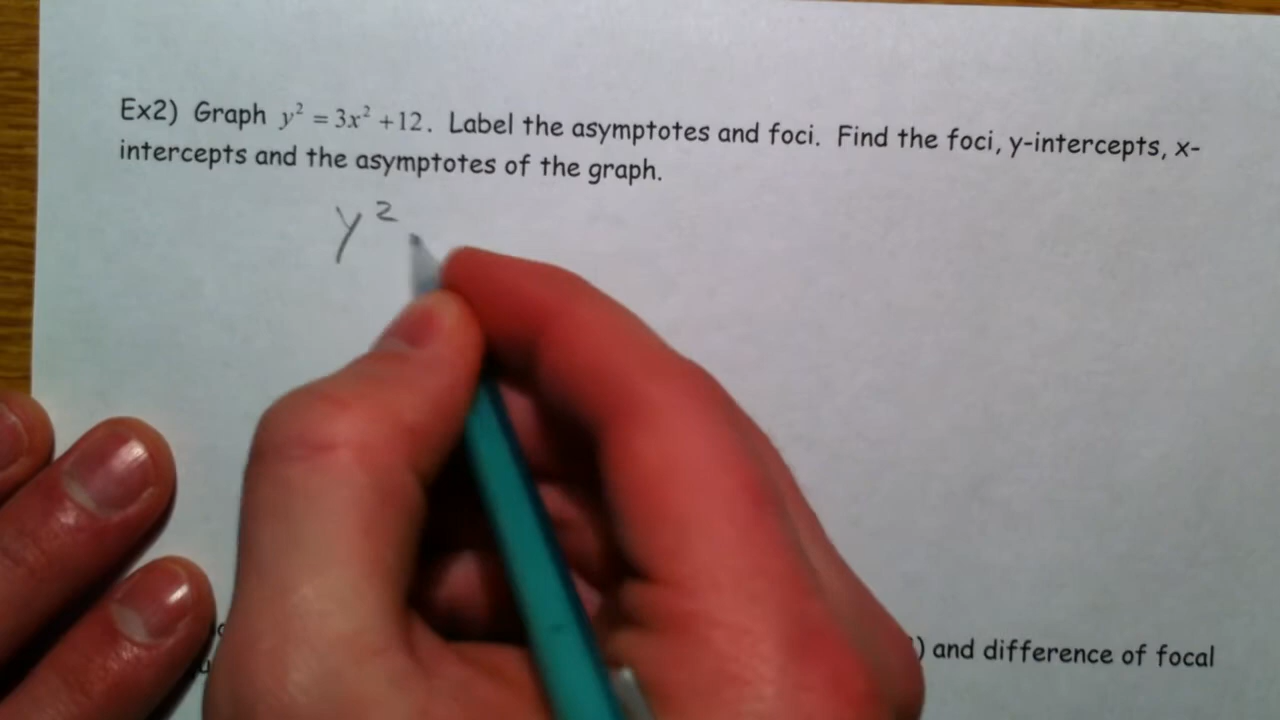 Ex2) Graph y² = 3x² + 12. Label the asymptotes and foci. Find the foci, y-intercepts, x-
intercepts and the asymptotes of the graph.
y²
) and difference of focal